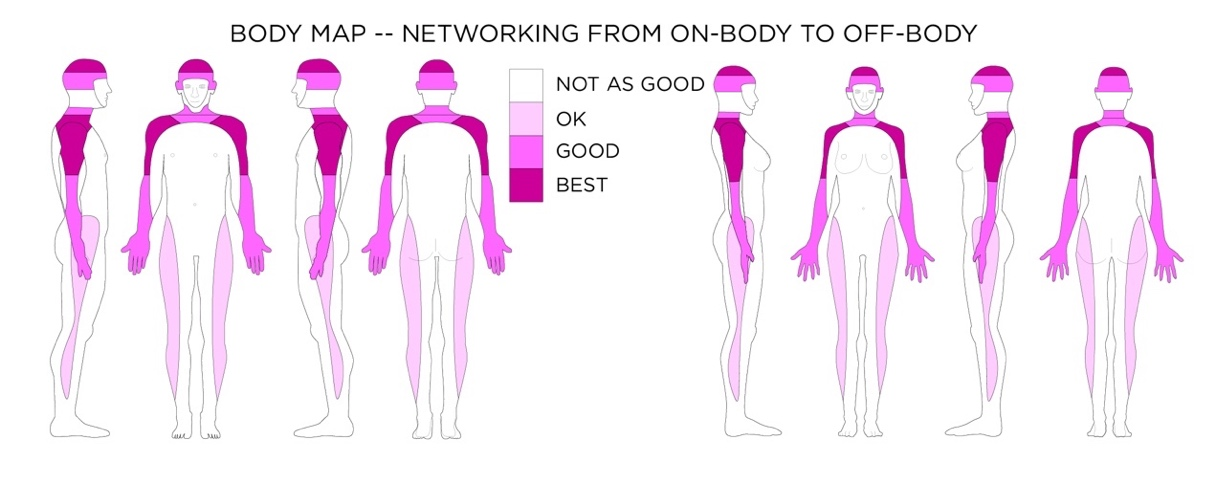 BODY MAP -- NETWORKING FROM ON-BODY TO OFF-BODY
NOT AS GOOD
OK
GOOD
BEST